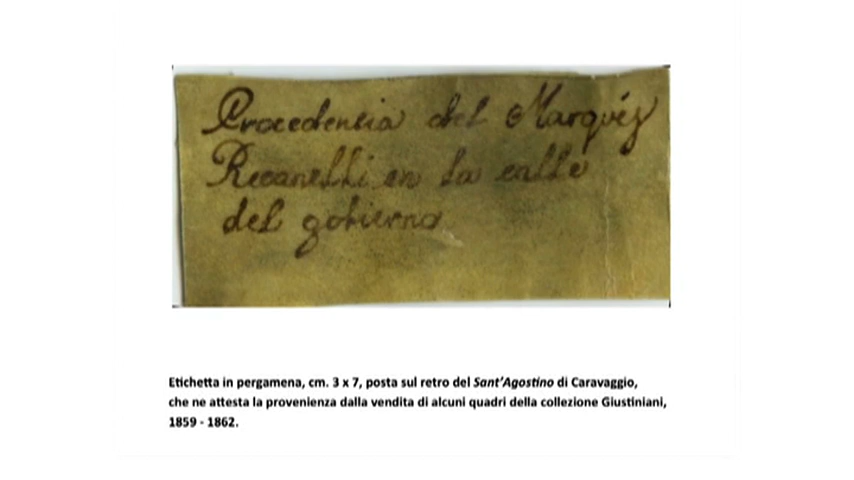 Procedencia del Marqués
Recanelli en la calle
del gobierno
Etichetta in pergamena, cm. 3 x 7, posta sul retro del Sant'Agostino di Caravaggio,
che ne attesta la provenienza dalla vendita di alcuni quadri della collezione Giustiniani,
1859 - 1862.